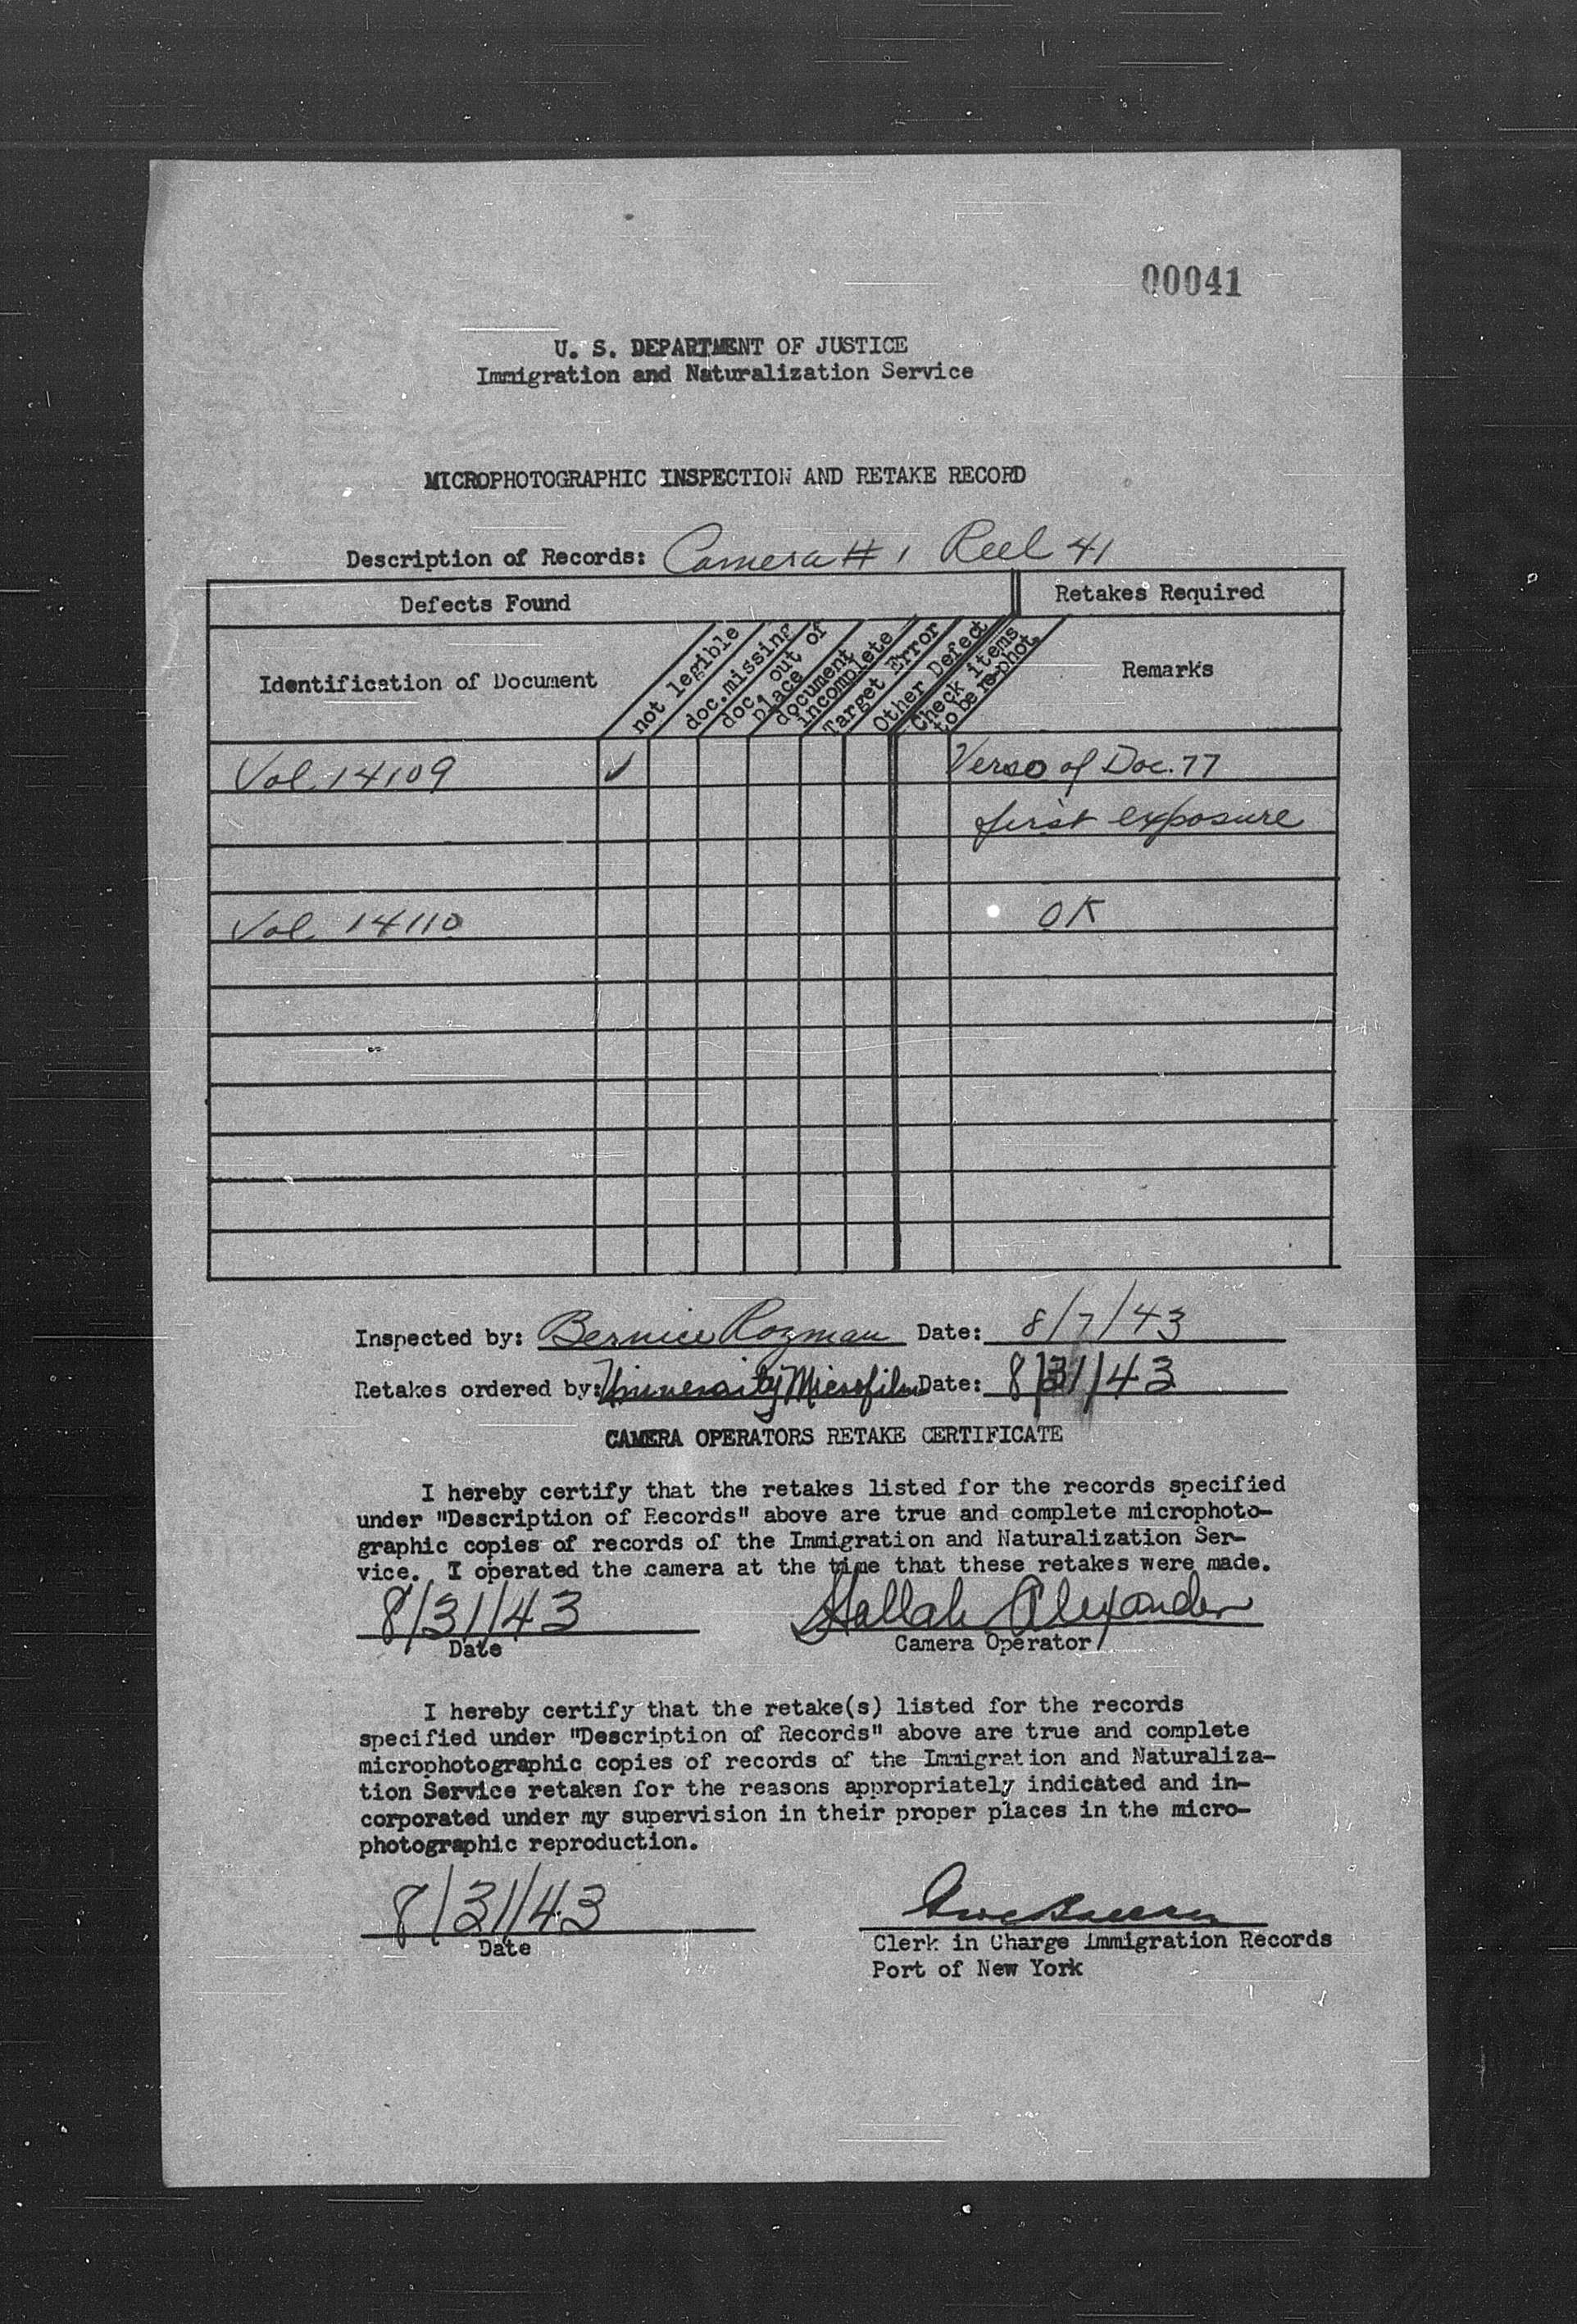 00041
U. S. DEPARTMENT OF JUSTICE
Immigration and Naturalization Service
MICROPHOTOGRAPHIC INSPECTION AND RETAKE RECORD
Description of Records: Camera # 1 Reel 41
Defects Found
Retakes Required
Identification of Document
not legible
doc.missing
doc. out of
place
document
incomplete
Target Error
Other Defect
Check items
to be re-phot.
Remarks
Vol. 14109 ✓ Verso of Doc. 77
first exposure
Vol. 14110 OK
Inspected by: Bernice Rozman Date: 8/7/43
Retakes ordered by: University Microfilm Date: 8/31/43
CAMERA OPERATORS RETAKE CERTIFICATE
I hereby certify that the retakes listed for the records specified
under "Description of Records" above are true and complete microphoto-
graphic copies of records of the Immigration and Naturalization Ser-
vice. I operated the camera at the time that these retakes were made.
8/31/43 Hallah Alexander
Date Camera Operator
I hereby certify that the retake(s) listed for the records
specified under "Description of Records" above are true and complete
microphotographic copies of records of the Immigration and Naturaliza-
tion Service retaken for the reasons appropriately indicated and in-
corporated under my supervision in their proper places in the micro-
photographic reproduction.
8/31/43
Date
Clerk in Charge Immigration Records
Port of New York